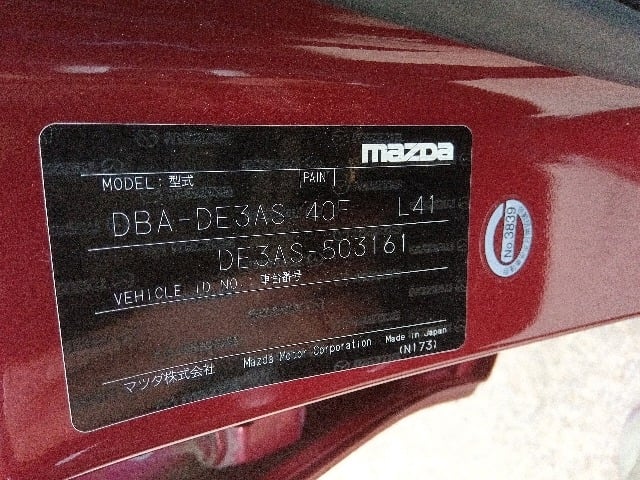 mazda
MODEL: 型式 PAINT
DBA-DE3AS L41
DE3AS-503161
VEHICLE ID NO.: 車台番号
マツダ株式会社 Mazda Motor Corporation Made in Japan
(N173)
No.3839